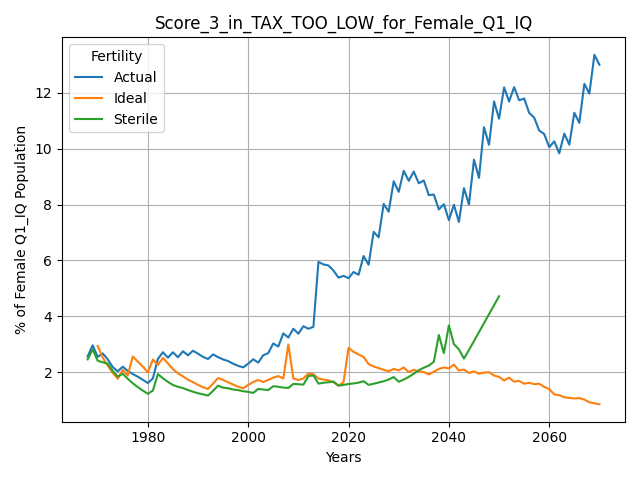 Score_3_in_TAX_TOO_LOW_for_Female_Q1_IQ
Fertility
Actual
Ideal
Sterile
% of Female Q1_IQ Population
12
10
8
6
4
2
1980
2000
2020
2040
2060
Years